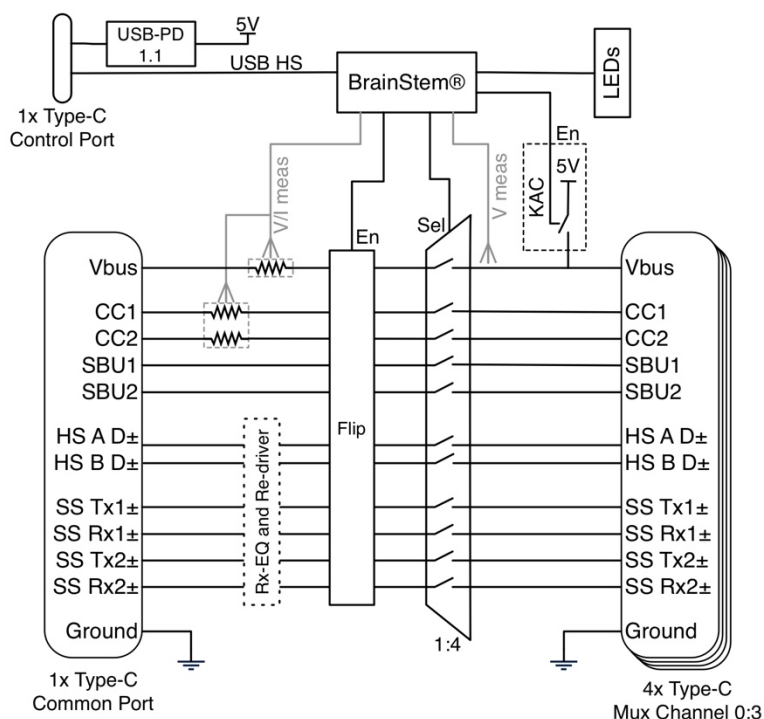 USB-PD
1.1
5V
USB HS
BrainStem®
LEDs
1x Type-C
Control Port
En
5V
KAC
V/I meas
V meas
Sel
En
Vbus
CC1
CC2
SBU1
SBU2
HS A D±
HS B D±
SS Tx1±
SS Rx1±
SS Tx2±
SS Rx2±
Ground
Rx-EQ and Re-driver
Flip
1:4
Vbus
CC1
CC2
SBU1
SBU2
HS A D±
HS B D±
SS Tx1±
SS Rx1±
SS Tx2±
SS Rx2±
Ground
1x Type-C
Common Port
4x Type-C
Mux Channel 0:3